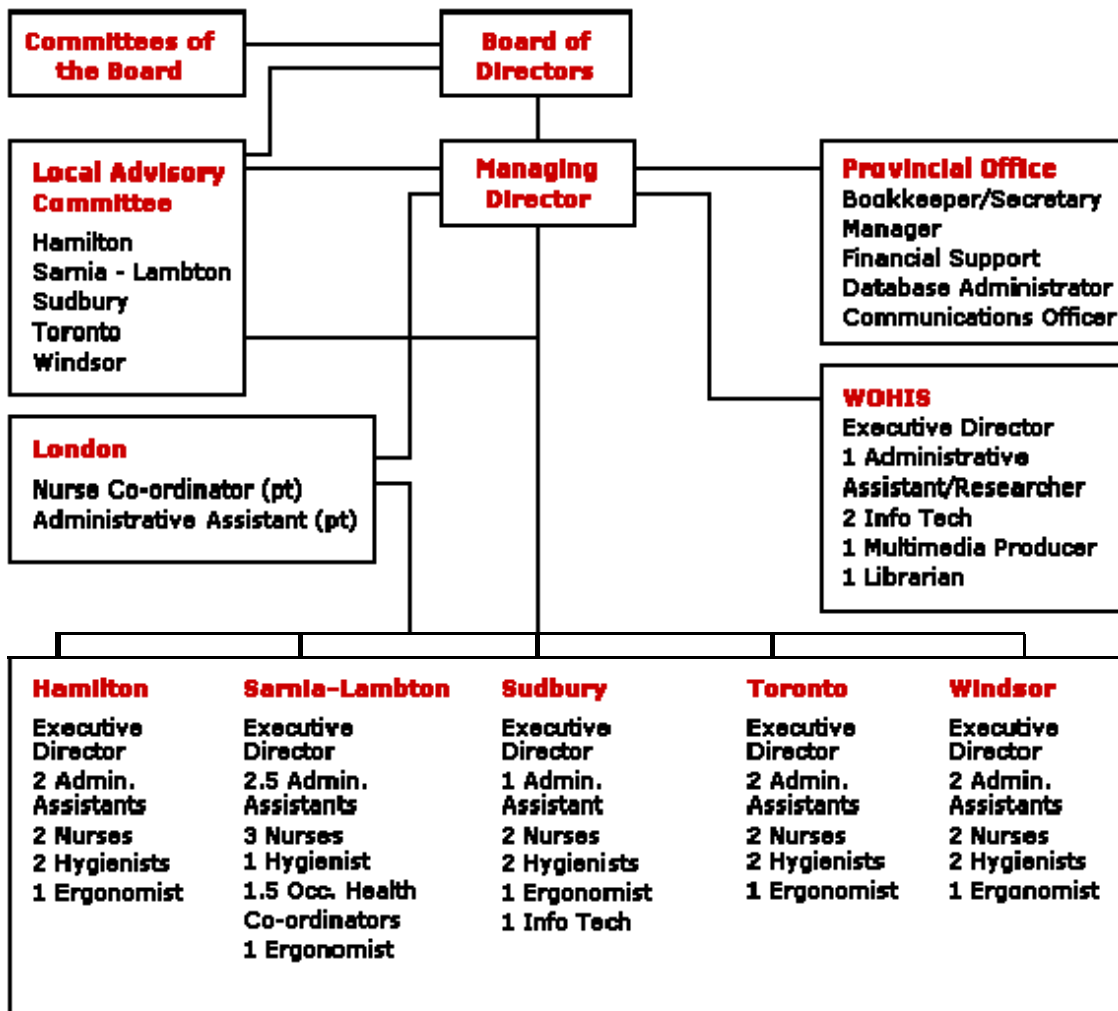 Committees of
the Board
Board of
Directors
Local Advisory
Committee
Hamilton
Sarnia - Lambton
Sudbury
Toronto
Windsor
Managing
Director
Provincial Office
Bookkeeper/Secretary
Manager
Financial Support
Database Administrator
Communications Officer
WOHIS
Executive Director
1 Administrative
Assistant/Researcher
2 Info Tech
1 Multimedia Producer
1 Librarian
London
Nurse Co-ordinator (pt)
Administrative Assistant (pt)
Hamilton
Executive
Director
2 Admin.
Assistants
2 Nurses
2 Hygienists
1 Ergonomist
Sarnia-Lambton
Executive
Director
2.5 Admin.
Assistants
3 Nurses
1 Hygienist
1.5 Occ. Health
Co-ordinators
1 Ergonomist
Sudbury
Executive
Director
1 Admin.
Assistant
2 Nurses
2 Hygienists
1 Ergonomist
1 Info Tech
Toronto
Executive
Director
2 Admin.
Assistants
2 Nurses
2 Hygienists
1 Ergonomist
Windsor
Executive
Director
2 Admin.
Assistants
2 Nurses
2 Hygienists
1 Ergonomist